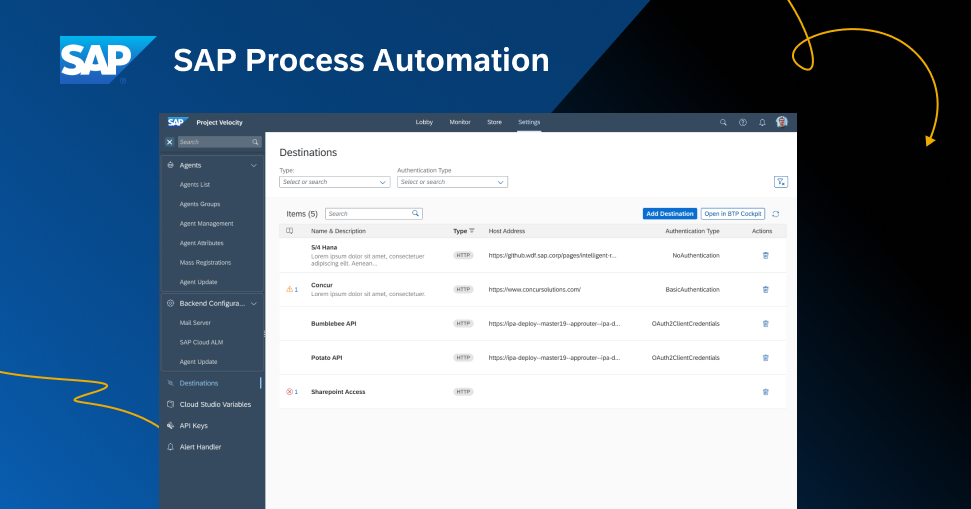 SAP
SAP Process Automation
SAP
Project Velocity
Lobby
Monitor
Store
Settings
Search
Agents
Agents List
Agents Groups
Agent Management
Agent Attributes
Mass Registrations
Agent Update
Backend Configura...
Mail Server
SAP Cloud ALM
Agent Update
Destinations
Cloud Studio Variables
API Keys
Alert Handler
Destinations
Type:
Authentication Type
Select or search
Select or search
Items (5)
Search
Add Destination
Open in BTP Cockpit
Name & Description
Type
Host Address
Authentication Type
Actions
S/4 Hana
Lorem ipsum dolor sit amet, consectetuer
adipiscing elit. Aenean...
HTTP
https://github.wdf.sap.corp/pages/intelligent-r...
NoAuthentication
1
Concur
Lorem ipsum dolor sit amet, consectetuer.
HTTP
https://www.concursolutions.com/
BasicAuthentication
Bumblebee API
HTTP
https://ipa-deploy--master19--approuter--ipa-d...
OAuth2ClientCredentials
Potato API
HTTP
https://ipa-deploy--master19--approuter--ipa-d...
OAuth2ClientCredentials
1
Sharepoint Access
HTTP